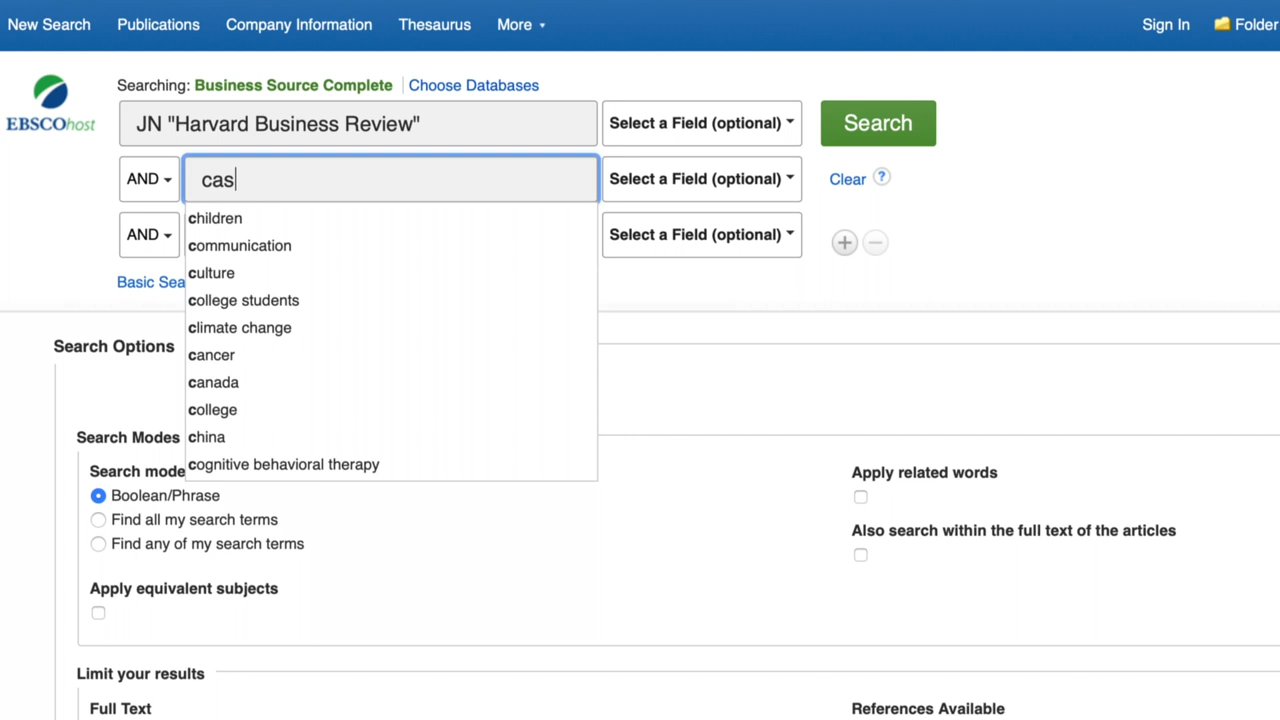 New Search Publications Company Information Thesaurus More Sign In Folder
Searching: Business Source Complete Choose Databases
EBSCOhost
JN "Harvard Business Review" Select a Field (optional) Search
AND cas Select a Field (optional) Clear ?
children
AND Select a Field (optional)
communication
culture
Basic Sea
college students
climate change
Search Options
cancer
canada
college
Search Modes china
cognitive behavioral therapy
Search mode Apply related words
Boolean/Phrase
Find all my search terms
Also search within the full text of the articles
Find any of my search terms
Apply equivalent subjects
Limit your results
Full Text References Available